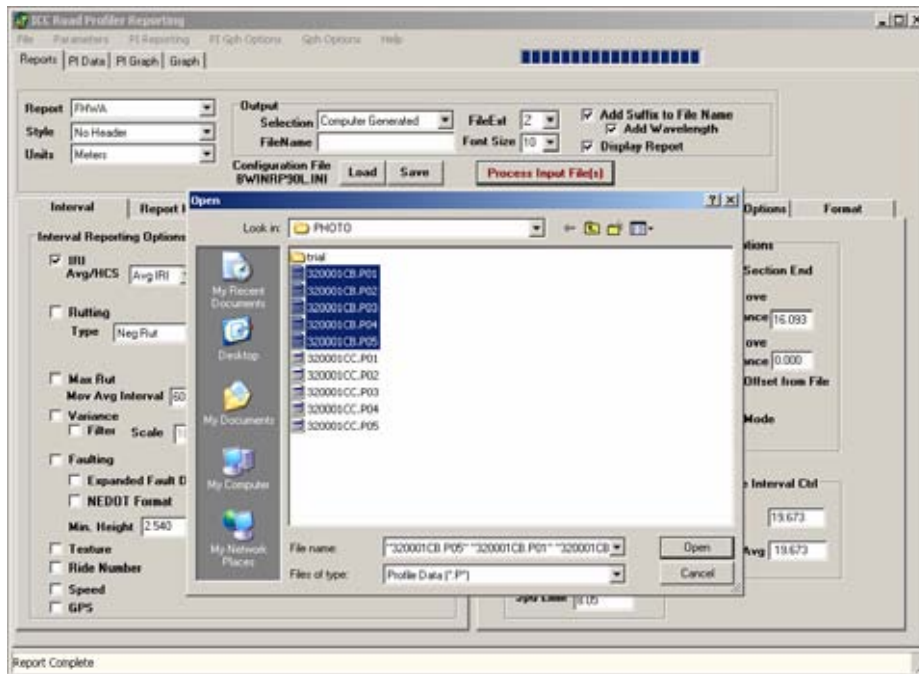 ICC Road Profiler Reporting
File Parameters PI Reporting PI Gph Options Gph Options Help
Reports PI Data PI Graph Graph
Report FHWA
Style No Header
Units Meters
Output
Selection Computer Generated FileExt Z
FileName Font Size 10
Add Suffix to File Name
Add Wavelength
Display Report
Configuration File
BWINRP90L.INI Load Save Process Input File(s)
Interval Report Options Format
Interval Reporting Options
IRI
Avg/HCS Avg IRI
Rutting
Type Neg Rut
Max Rut
Mov Avg Interval 60
Variance
Filter Scale
Faulting
Expanded Fault D
NEDOT Format
Min. Height 2.540
Texture
Ride Number
Speed
GPS
Open
Look in: PHOTO
My Recent Documents
Desktop
My Documents
My Computer
My Network Places
trial
320001CB.P01
320001CB.P02
320001CB.P03
320001CB.P04
320001CB.P05
320001CC.P01
320001CC.P02
320001CC.P03
320001CC.P04
320001CC.P05
File name: "320001CB.P05" "320001CB.P01" "320001CB Open
Files of type: Profile Data (*.P*) Cancel
Section End
ove
ance 16.093
ove
ance 0.000
Offset from File
Mode
Interval Ctrl
19.673
Avg 19.673
8.05
Report Complete